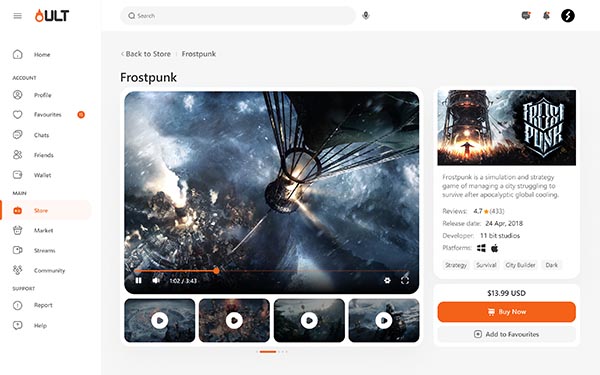 ULT
Search
Home
ACCOUNT
Profile
Favourites
Chats
Friends
Wallet
MAIN
Store
Market
Streams
Community
SUPPORT
Report
Help
< Back to Store
Frostpunk
Frostpunk
1:02 / 3:43
FROST
PUNK
Frostpunk is a simulation and strategy
game of managing a city struggling to
survive after apocalyptic global cooling.
Reviews: 4.7 ★ (433)
Release date: 24 Apr, 2018
Developer: 11 bit studios
Platforms:
Strategy Survival City Builder Dark
$13.99 USD
Buy Now
Add to Favourites